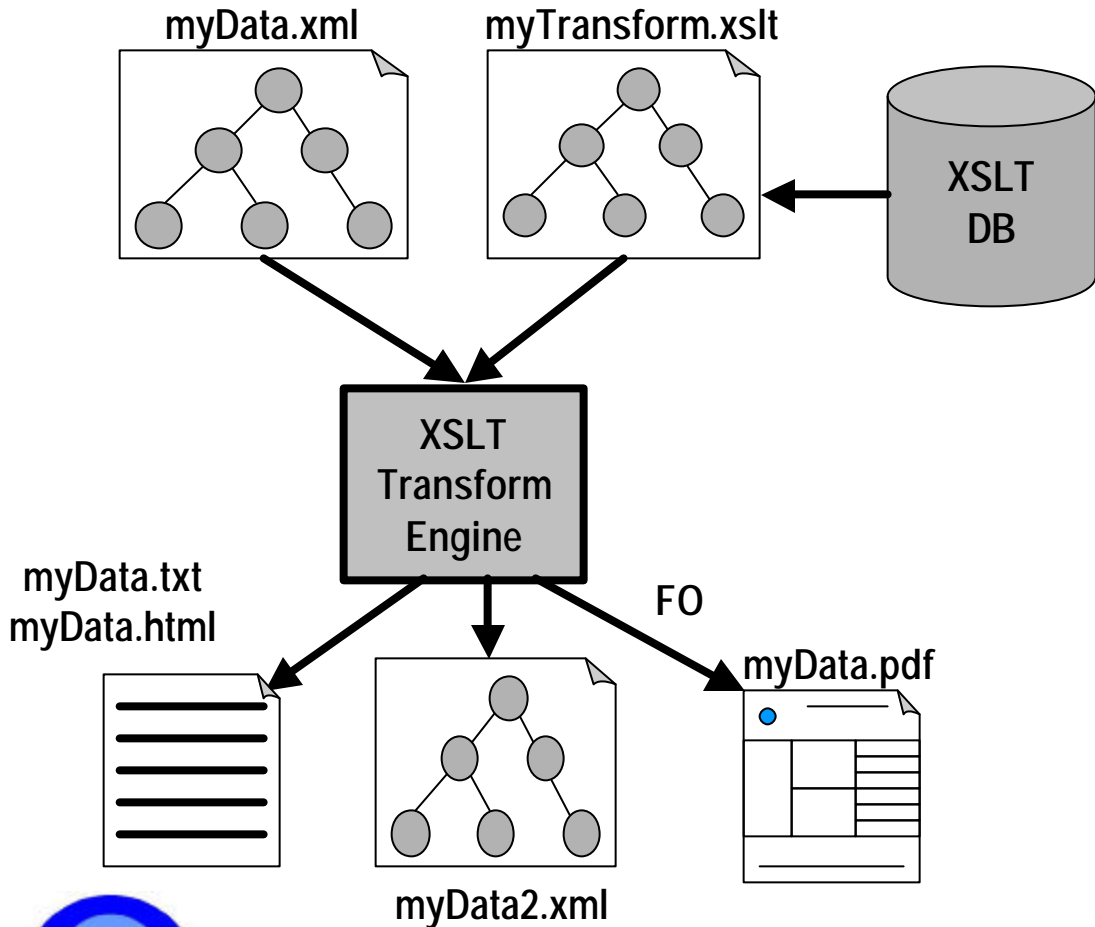 myData.xml
myTransform.xslt
XSLT
DB
XSLT
Transform
Engine
myData.txt
myData.html
FO
myData.pdf
myData2.xml